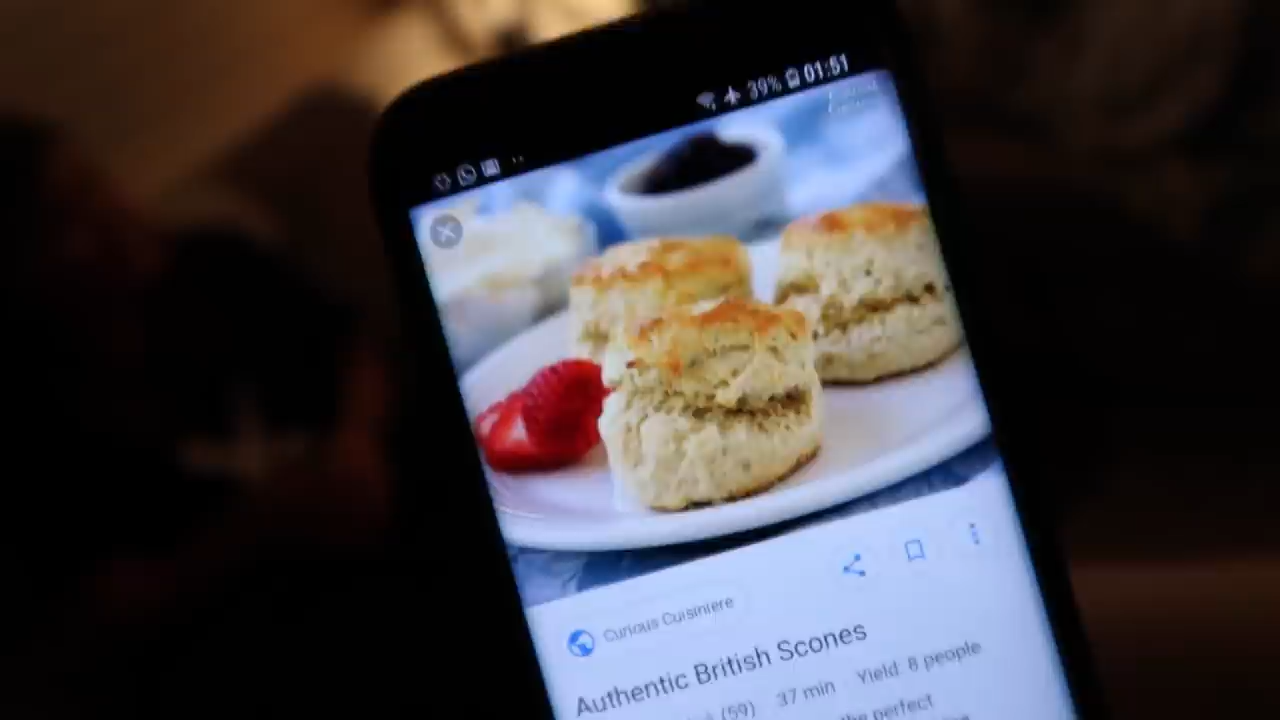 39% 01:51
Curious Cuisiniere
Authentic British Scones
(59) 37 min Yield: 8 people
the perfect